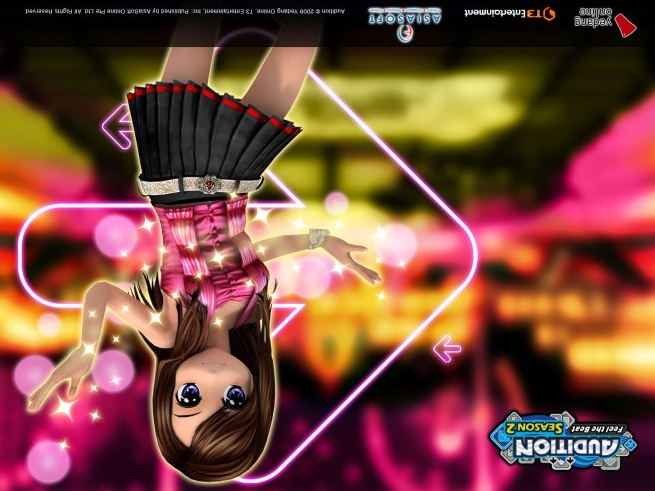 AUDITION
Feel the Beat SEASON 2
yedang
online
T3 Entertainment
ASIASOFT
Audition © 2009 Yedang Online, T3 Entertainment, Inc. Published by Asiasoft Online Pte Ltd. All Rights Reserved.